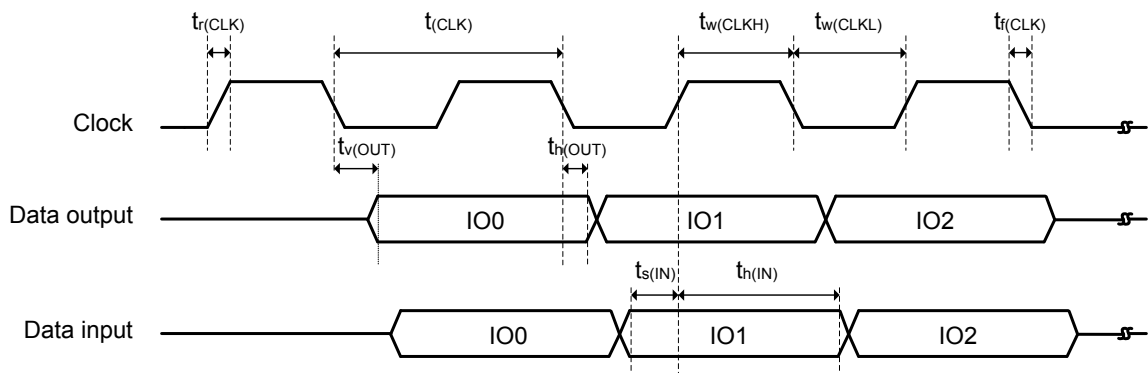 tr(CLK) t(CLK) tw(CLKH) tw(CLKL) tf(CLK)
Clock
tv(OUT) th(OUT)
Data output IO0 IO1 IO2
ts(IN) th(IN)
Data input IO0 IO1 IO2